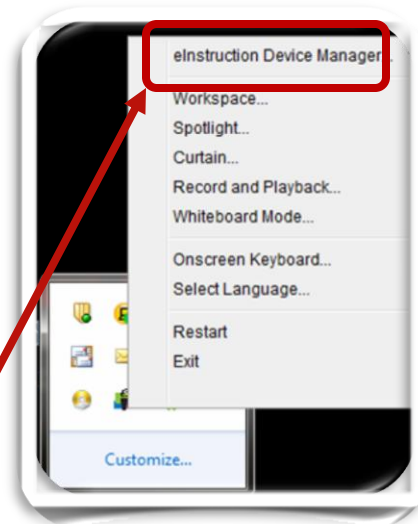 eInstruction Device Manager...
Workspace...
Spotlight...
Curtain...
Record and Playback...
Whiteboard Mode...
Onscreen Keyboard...
Select Language...
Restart
Exit
Customize...